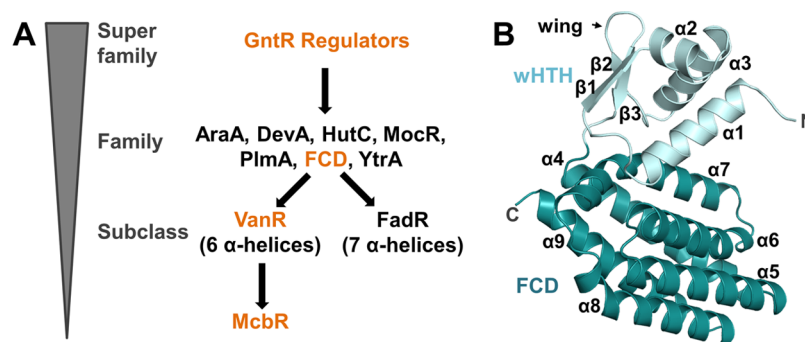 A
Super
family
GntR Regulators
Family
AraA, DevA, HutC, MocR,
PlmA, FCD, YtrA
Subclass
VanR
(6 α-helices)
FadR
(7 α-helices)
McbR
B
wing
α2
wHTH
β2
α3
β1
β3
α1
N
α4
α7
C
α9
α6
α5
FCD
α8